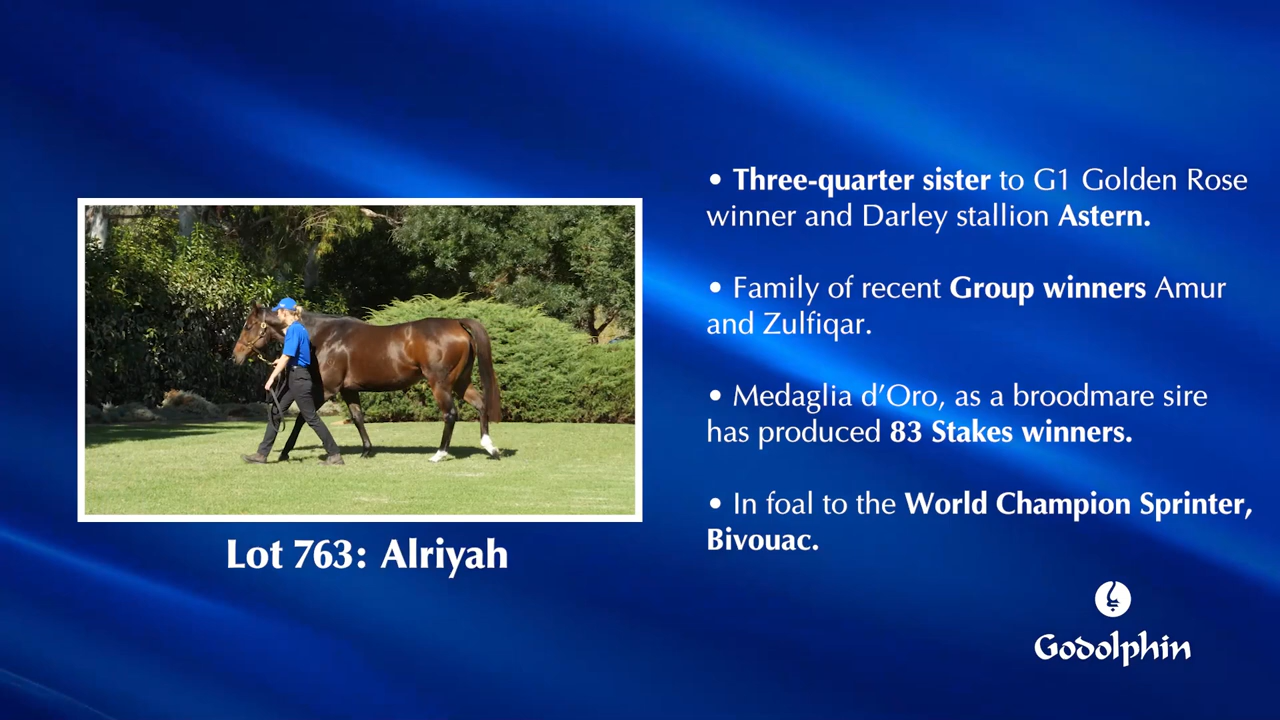 • Three-quarter sister to G1 Golden Rose
winner and Darley stallion Astern.
• Family of recent Group winners Amur
and Zulfiqar.
• Medaglia d’Oro, as a broodmare sire
has produced 83 Stakes winners.
• In foal to the World Champion Sprinter,
Bivouac.
Lot 763: Alriyah
Godolphin